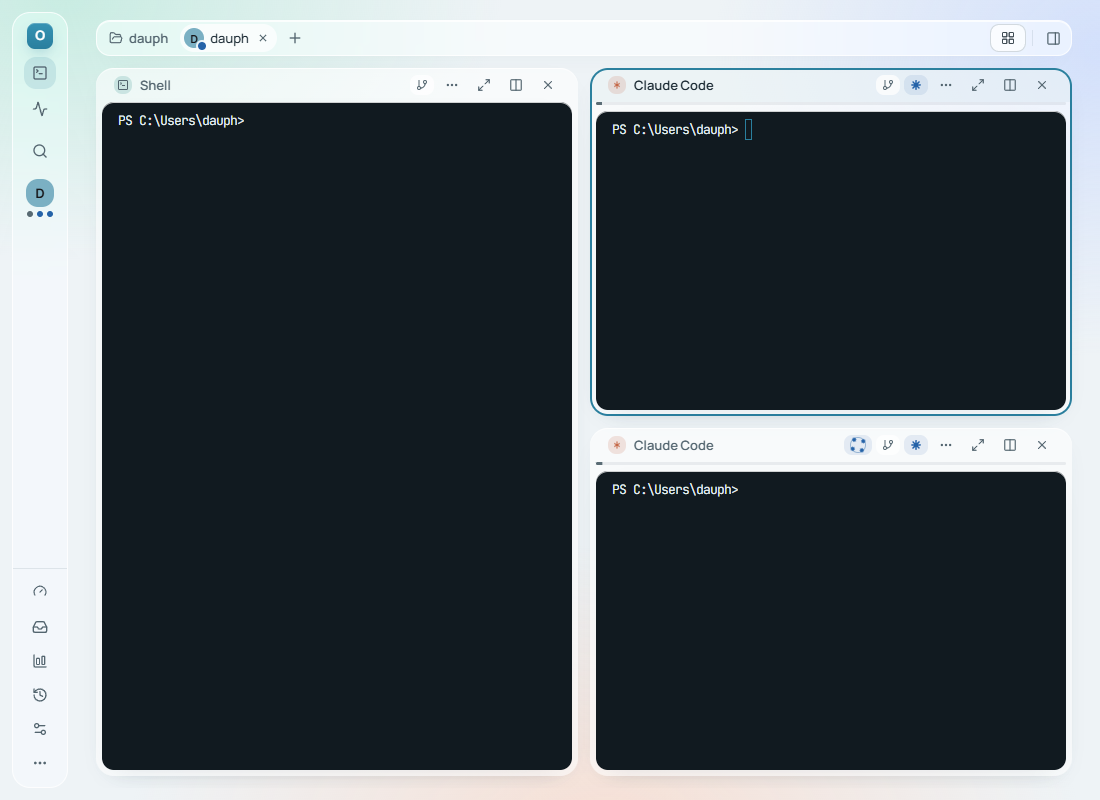 O
dauph
D dauph
D
Shell
PS C:\Users\dauph>
Claude Code
PS C:\Users\dauph>
Claude Code
PS C:\Users\dauph>